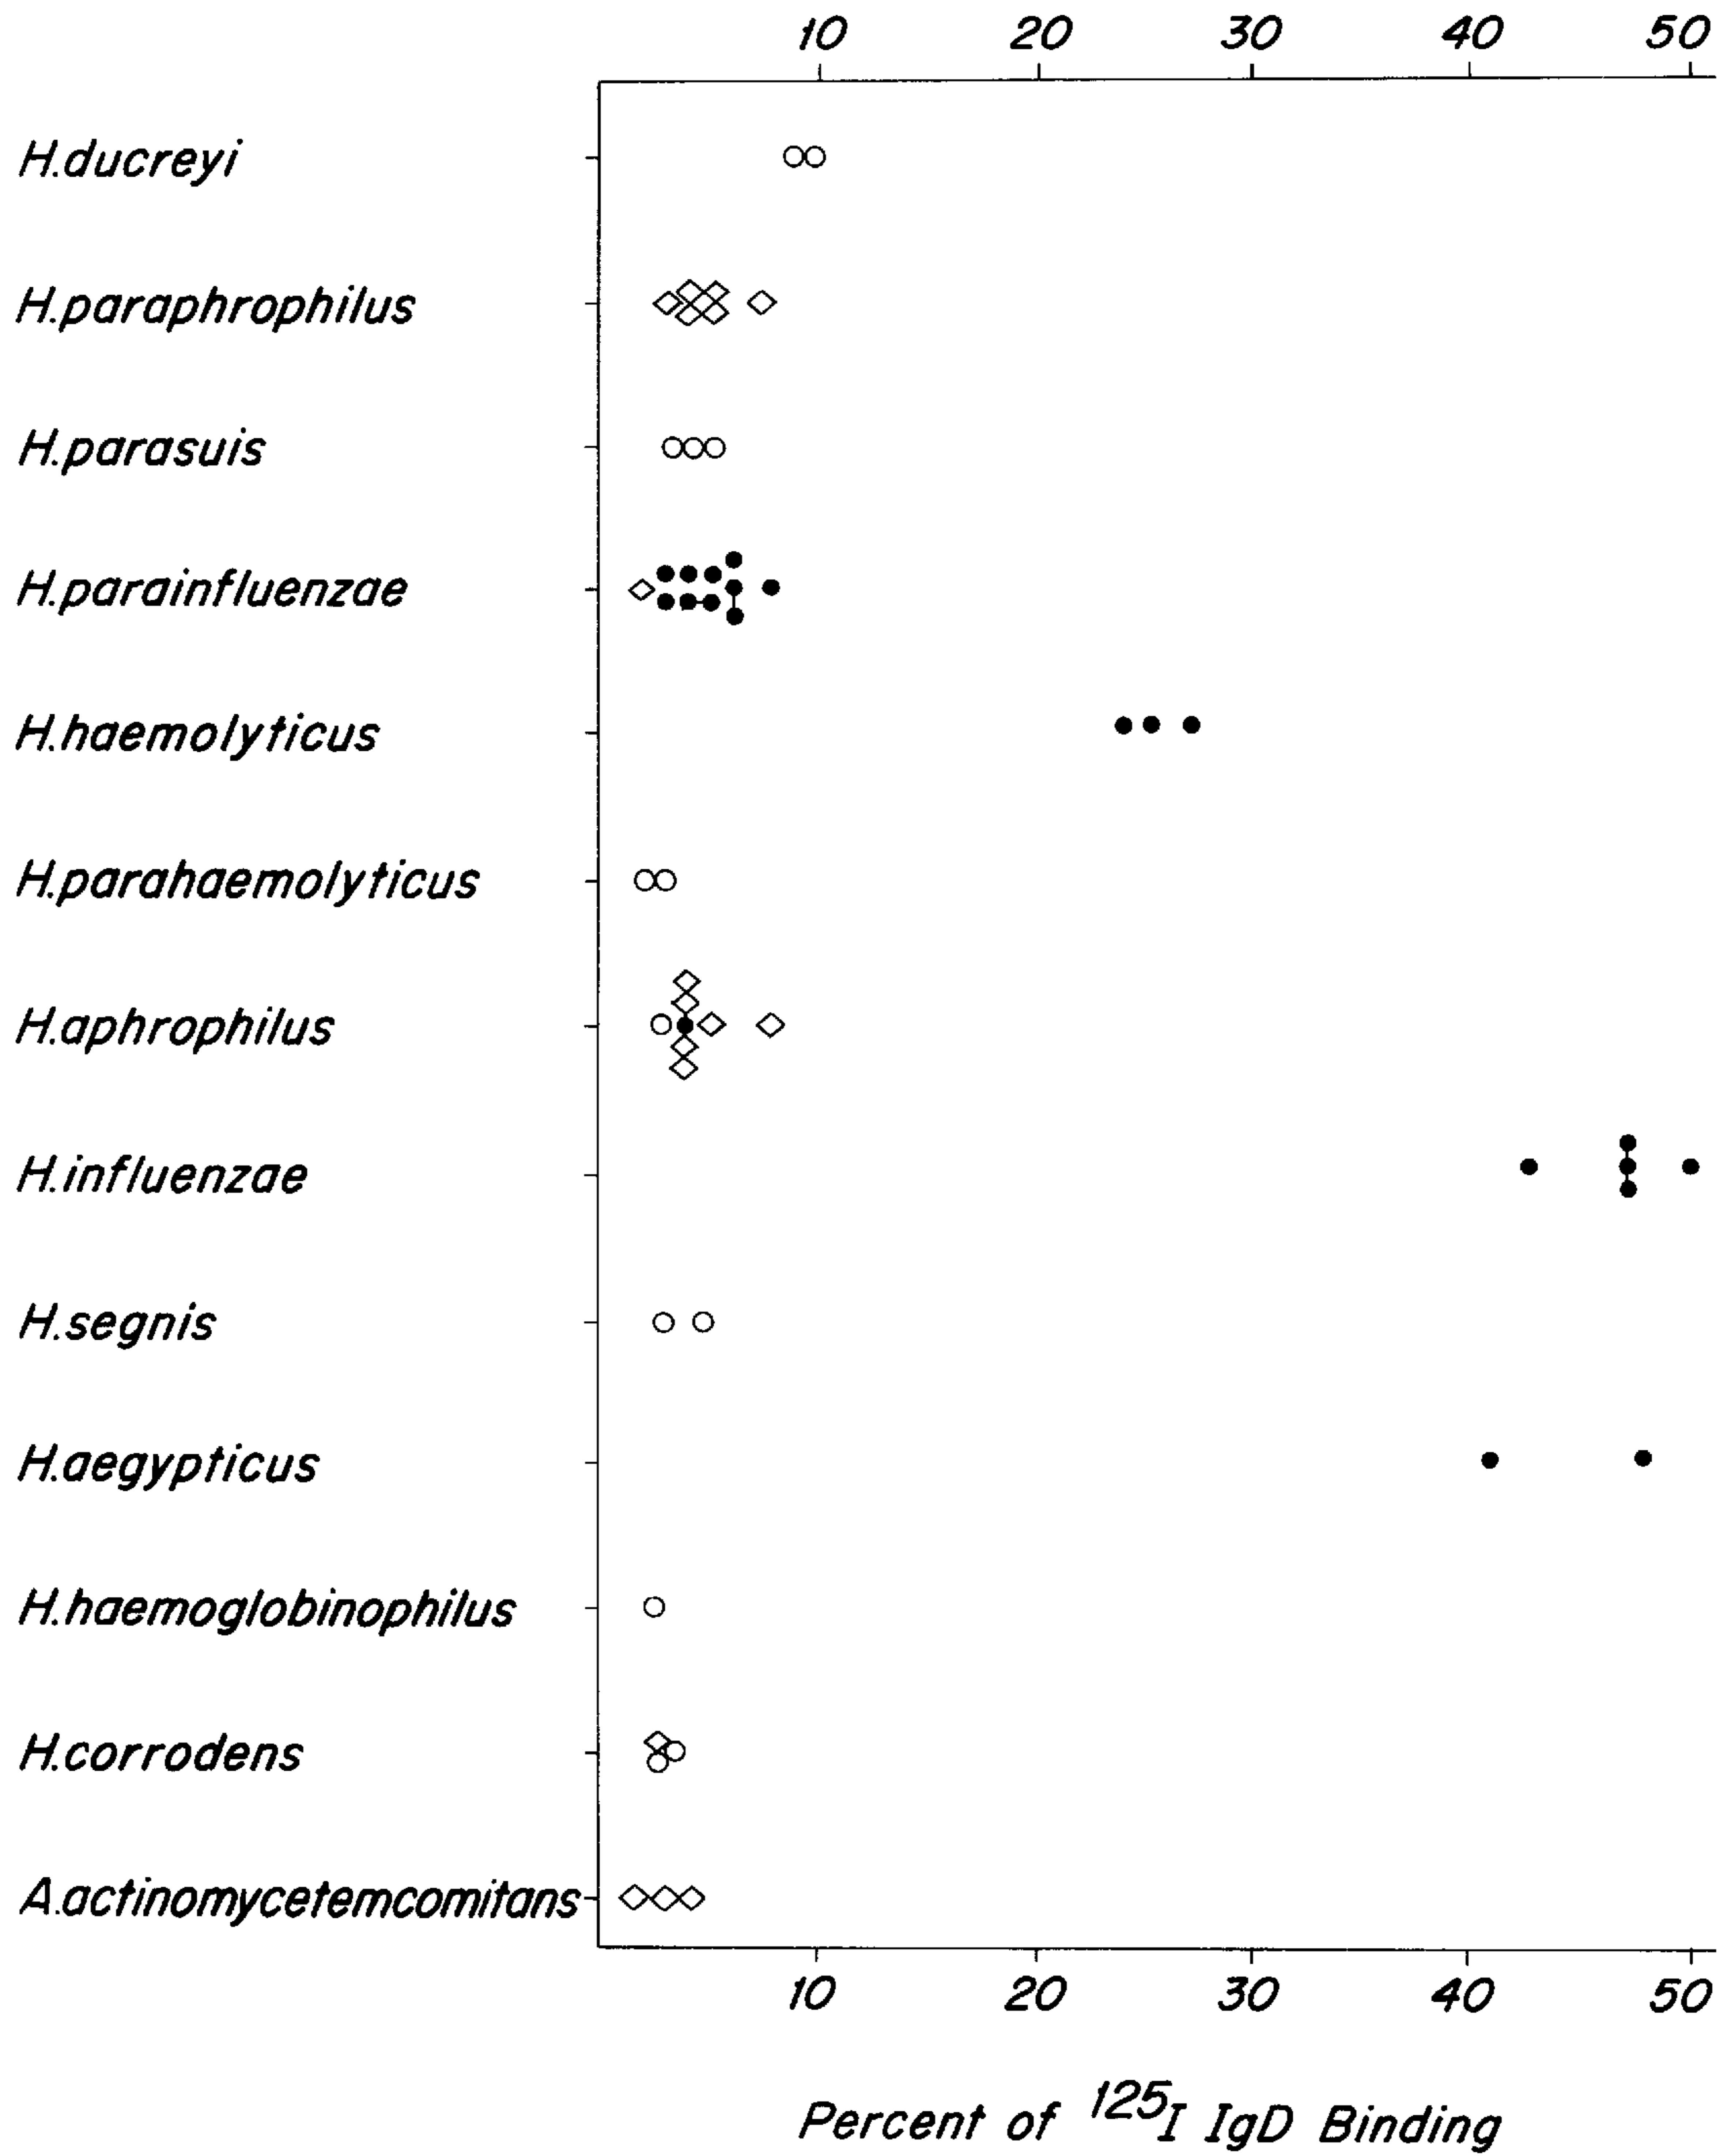 10 20 30 40 50
H.ducreyi
H.paraphrophilus
H.parasuis
H.parainfluenzae
H.haemolyticus
H.parahaemolyticus
H.aphrophilus
H.influenzae
H.segnis
H.aegypticus
H.haemoglobinophilus
H.corrodens
A.actinomycetemcomitans
10 20 30 40 50
Percent of 125I IgD Binding